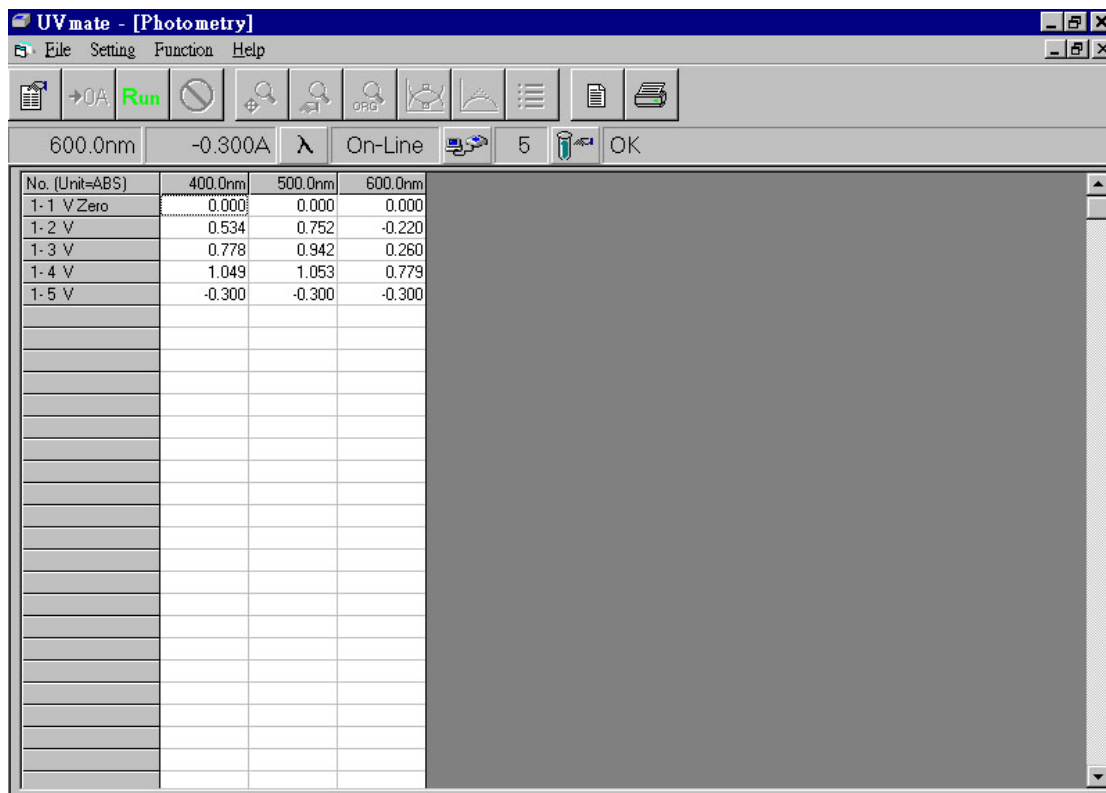 UVmate - [Photometry]
Eile Setting Function Help
→0A Run ORG
600.0nm -0.300A λ On-Line 5 OK
No. (Unit=ABS) 400.0nm 500.0nm 600.0nm
1- 1 V Zero 0.000 0.000 0.000
1- 2 V 0.534 0.752 -0.220
1- 3 V 0.778 0.942 0.260
1- 4 V 1.049 1.053 0.779
1- 5 V -0.300 -0.300 -0.300